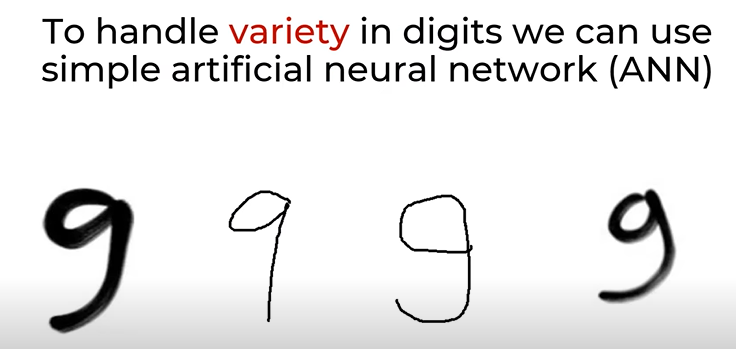 To handle variety in digits we can use
simple artificial neural network (ANN)
9 9 9 9